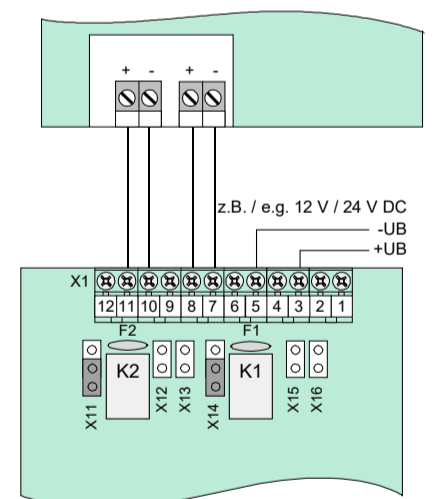 + - + -
z.B. / e.g. 12 V / 24 V DC
-UB
+UB
X1
12 11 10 9 8 7 6 5 4 3 2 1
F2 F1
K2 K1
X11 X12 X13 X14 X15 X16